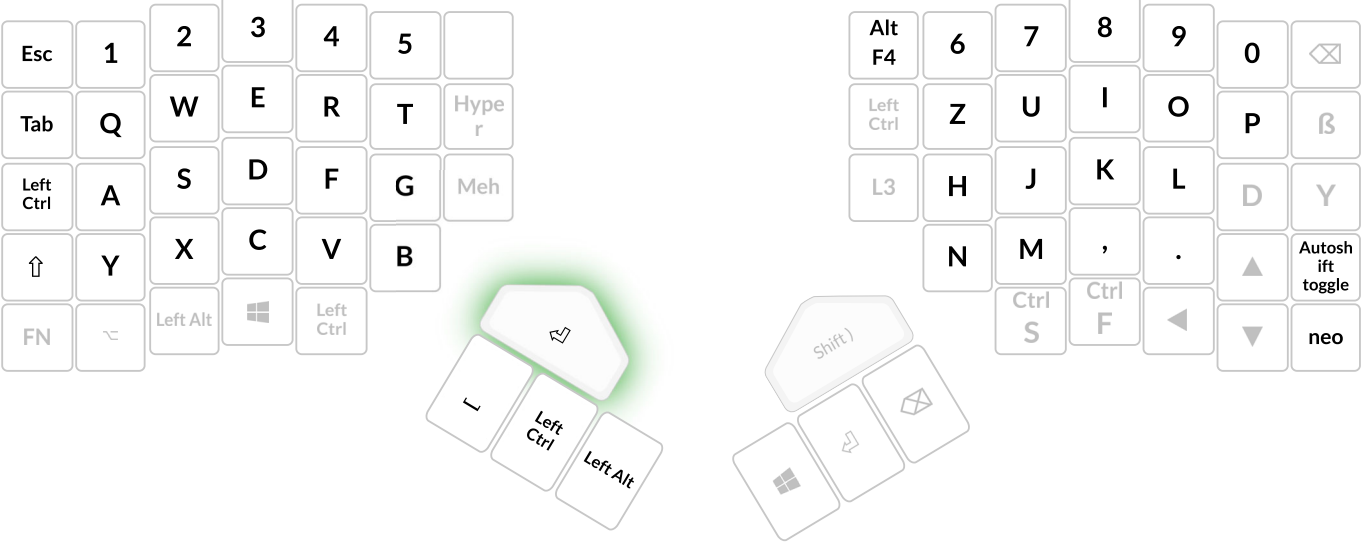 Esc 1 2 3 4 5
Tab Q W E R T Hype
r
Left
Ctrl A S D F G Meh
⇧ Y X C V B
FN ⌥ Left Alt Left
Ctrl
⏎
Left
Ctrl
Left Alt
Alt
F4 6 7 8 9 0 ⌫
Left
Ctrl Z U I O P ß
L3 H J K L D Y
N M , . ▲ Autosh
ift
toggle
Ctrl
S Ctrl
F ◀ ▼ neo
Shift )
⏎ ⌫